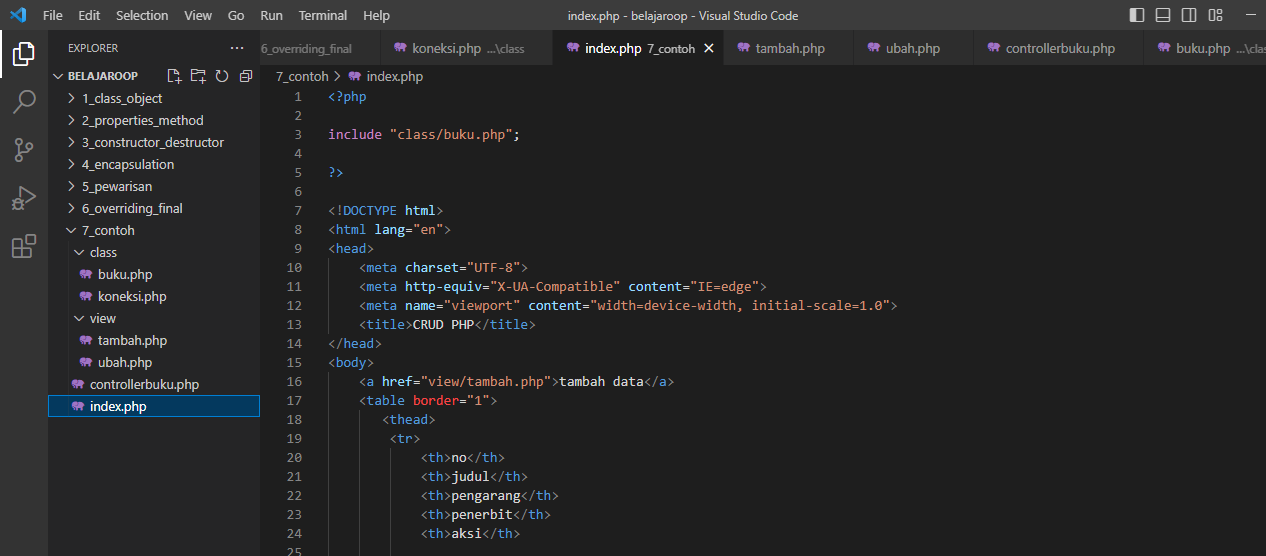 File Edit Selection View Go Run Terminal Help index.php - belajaroop - Visual Studio Code
EXPLORER ... 6_overriding_final koneksi.php ...\class index.php 7_contoh tambah.php ubah.php controllerbuku.php buku.php ...\clas
BELAJAROOP
1_class_object
2_properties_method
3_constructor_destructor
4_encapsulation
5_pewarisan
6_overriding_final
7_contoh
class
buku.php
koneksi.php
view
tambah.php
ubah.php
controllerbuku.php
index.php
7_contoh > index.php
1 <?php
2
3 include "class/buku.php";
4
5 ?>
6
7 <!DOCTYPE html>
8 <html lang="en">
9 <head>
10 <meta charset="UTF-8">
11 <meta http-equiv="X-UA-Compatible" content="IE=edge">
12 <meta name="viewport" content="width=device-width, initial-scale=1.0">
13 <title>CRUD PHP</title>
14 </head>
15 <body>
16 <a href="view/tambah.php">tambah data</a>
17 <table border="1">
18 <thead>
19 <tr>
20 <th>no</th>
21 <th>judul</th>
22 <th>pengarang</th>
23 <th>penerbit</th>
24 <th>aksi</th>
25